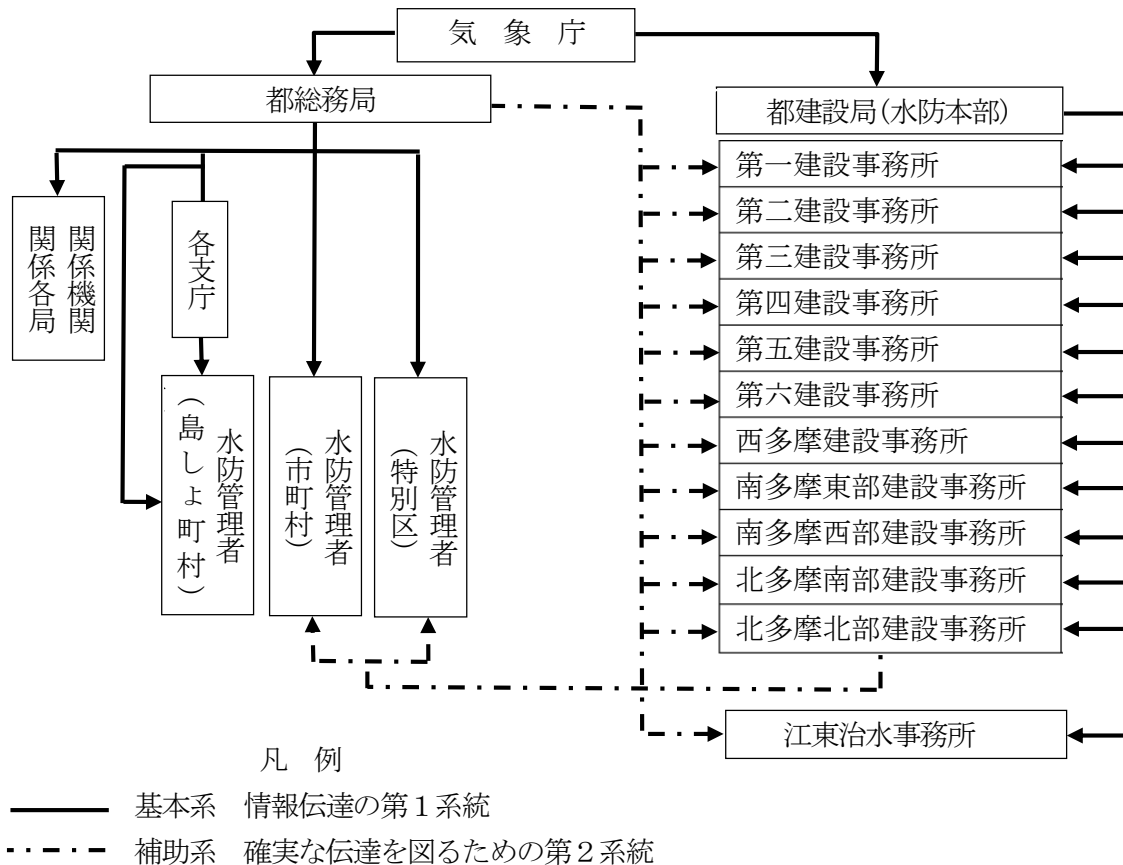 気 象 庁
都総務局
都建設局(水防本部)
第一建設事務所
第二建設事務所
第三建設事務所
第四建設事務所
第五建設事務所
第六建設事務所
西多摩建設事務所
南多摩東部建設事務所
南多摩西部建設事務所
北多摩南部建設事務所
北多摩北部建設事務所
江東治水事務所
関係機関
関係各局
各支庁
水防管理者
(島しょ町村)
水防管理者
(市町村)
水防管理者
(特別区)
凡 例
基本系 情報伝達の第1系統
補助系 確実な伝達を図るための第2系統